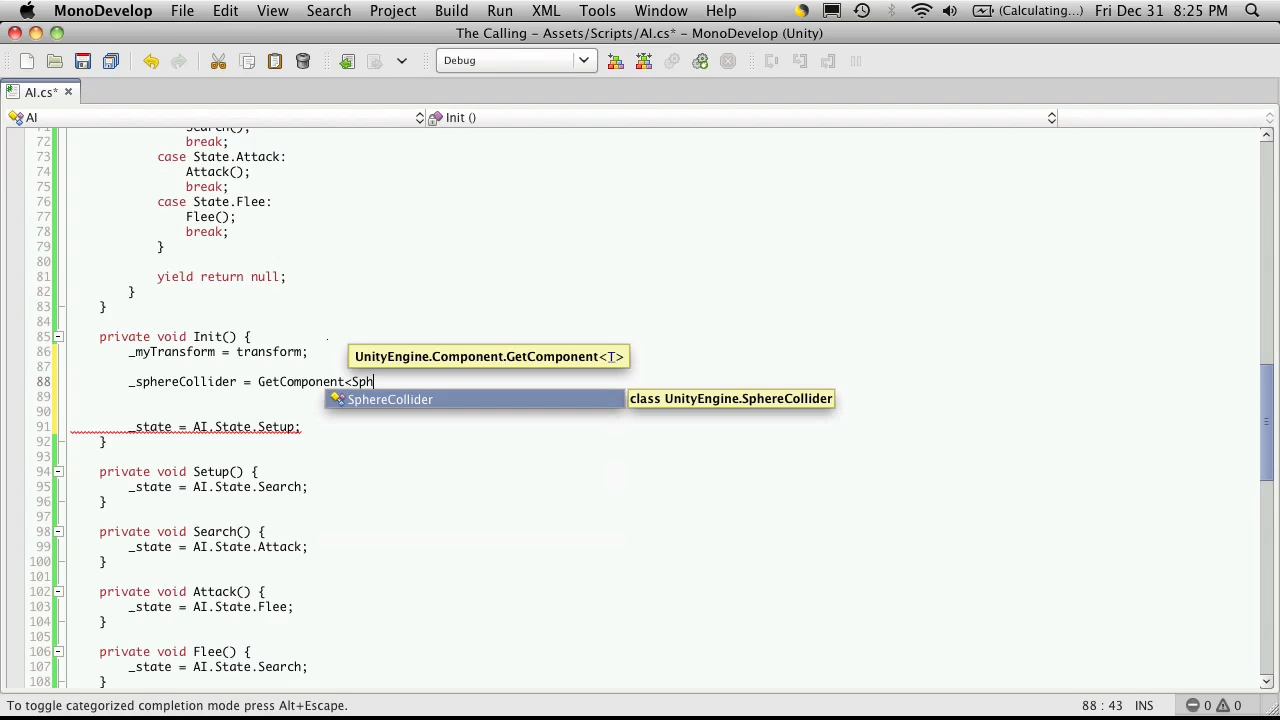 MonoDevelop File Edit View Search Project Build Run XML Tools Window Help (Calculating...) Fri Dec 31 8:25 PM
The Calling - Assets/Scripts/AI.cs* - MonoDevelop (Unity)
Debug
AI.cs* ×
AI Init ()
71 Search();
72 break;
73 case State.Attack:
74 Attack();
75 break;
76 case State.Flee:
77 Flee();
78 break;
79 }
80
81 yield return null;
82 }
83 }
84
85 private void Init() {
86 _myTransform = transform;
UnityEngine.Component.GetComponent<T>
87
88 _sphereCollider = GetComponent<Sph
89 SphereCollider class UnityEngine.SphereCollider
90
91 _state = AI.State.Setup;
92 }
93
94 private void Setup() {
95 _state = AI.State.Search;
96 }
97
98 private void Search() {
99 _state = AI.State.Attack;
100 }
101
102 private void Attack() {
103 _state = AI.State.Flee;
104 }
105
106 private void Flee() {
107 _state = AI.State.Search;
108 }
To toggle categorized completion mode press Alt+Escape. 88 : 43 INS 0 0